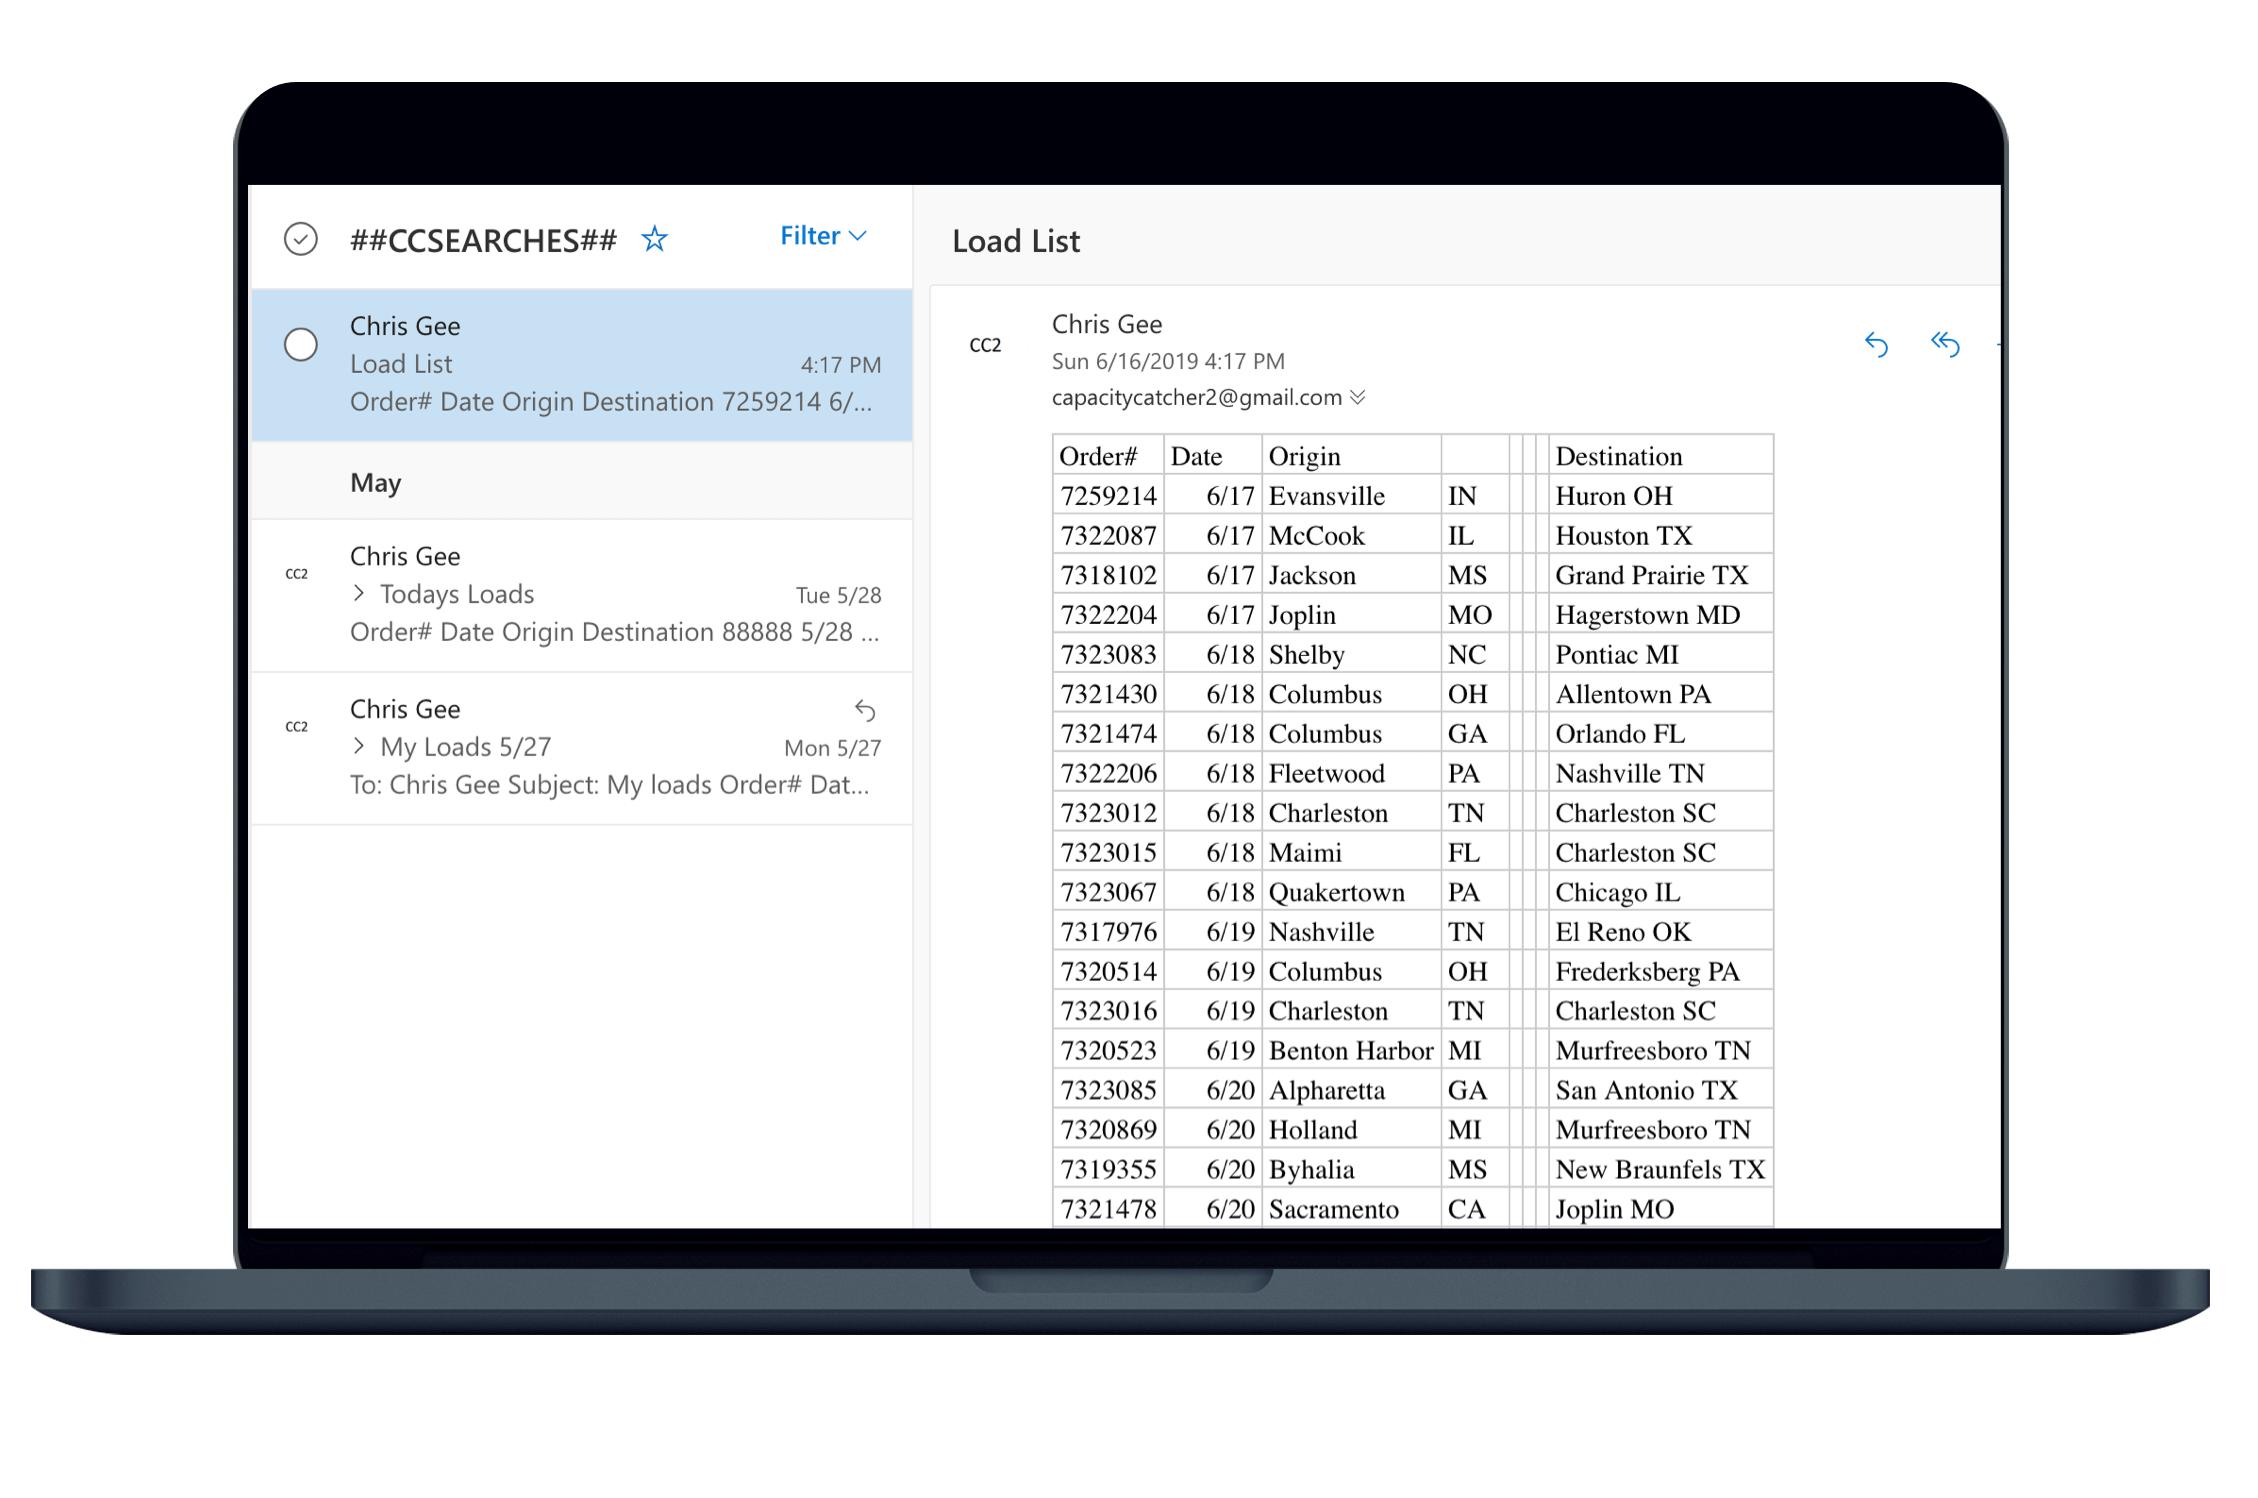 ##CCSEARCHES##
Filter
Chris Gee
Load List 4:17 PM
Order# Date Origin Destination 7259214 6/...
May
CC2
Chris Gee
Todays Loads Tue 5/28
Order# Date Origin Destination 88888 5/28 ...
CC2
Chris Gee
My Loads 5/27 Mon 5/27
To: Chris Gee Subject: My loads Order# Dat...
Load List
CC2
Chris Gee
Sun 6/16/2019 4:17 PM
capacitycatcher2@gmail.com
Order# Date Origin Destination
7259214 6/17 Evansville IN Huron OH
7322087 6/17 McCook IL Houston TX
7318102 6/17 Jackson MS Grand Prairie TX
7322204 6/17 Joplin MO Hagerstown MD
7323083 6/18 Shelby NC Pontiac MI
7321430 6/18 Columbus OH Allentown PA
7321474 6/18 Columbus GA Orlando FL
7322206 6/18 Fleetwood PA Nashville TN
7323012 6/18 Charleston TN Charleston SC
7323015 6/18 Maimi FL Charleston SC
7323067 6/18 Quakertown PA Chicago IL
7317976 6/19 Nashville TN El Reno OK
7320514 6/19 Columbus OH Frederksberg PA
7323016 6/19 Charleston TN Charleston SC
7320523 6/19 Benton Harbor MI Murfreesboro TN
7323085 6/20 Alpharetta GA San Antonio TX
7320869 6/20 Holland MI Murfreesboro TN
7319355 6/20 Byhalia MS New Braunfels TX
7321478 6/20 Sacramento CA Joplin MO